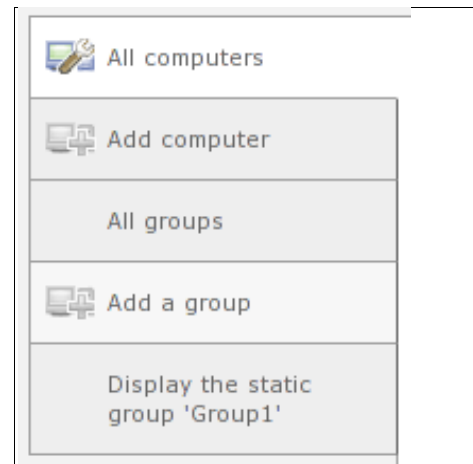 All computers
Add computer
All groups
Add a group
Display the static
group 'Group1'